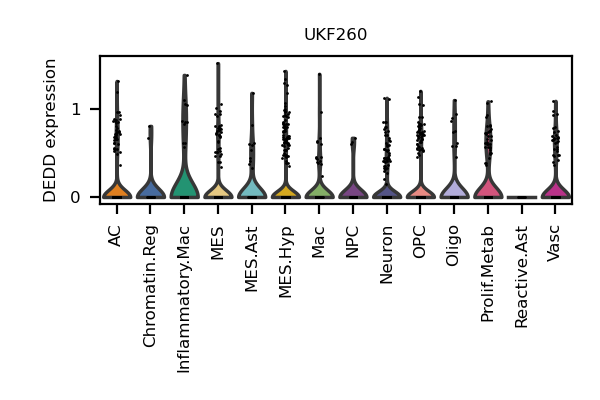 UKF260
DEDD expression
1
0
AC
Chromatin.Reg
Inflammatory.Mac
MES
MES.Ast
MES.Hyp
Mac
NPC
Neuron
OPC
Oligo
Prolif.Metab
Reactive.Ast
Vasc